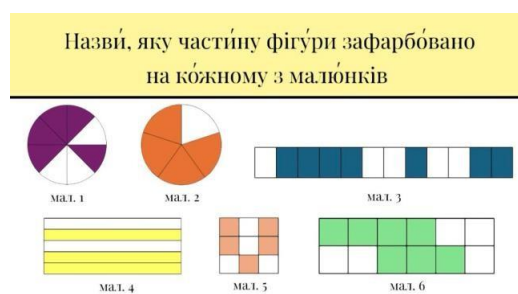 Назви́, яку части́ну фігу́ри зафарбо́вано
на ко́жному з малю́нків
мал. 1
мал. 2
мал. 3
мал. 4
мал. 5
мал. 6